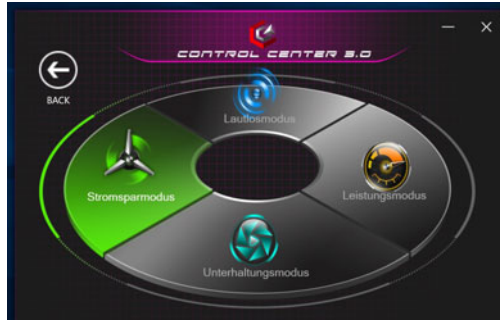 CONTROL CENTER 3.0
BACK
Lautlosmodus
Stromsparmodus
Leistungsmodus
Unterhaltungsmodus